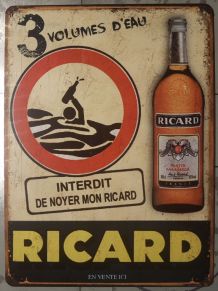 3 VOLUMES D'EAU
INTERDIT
DE NOYER MON RICARD
RICARD
RICARD
EN VENTE ICI